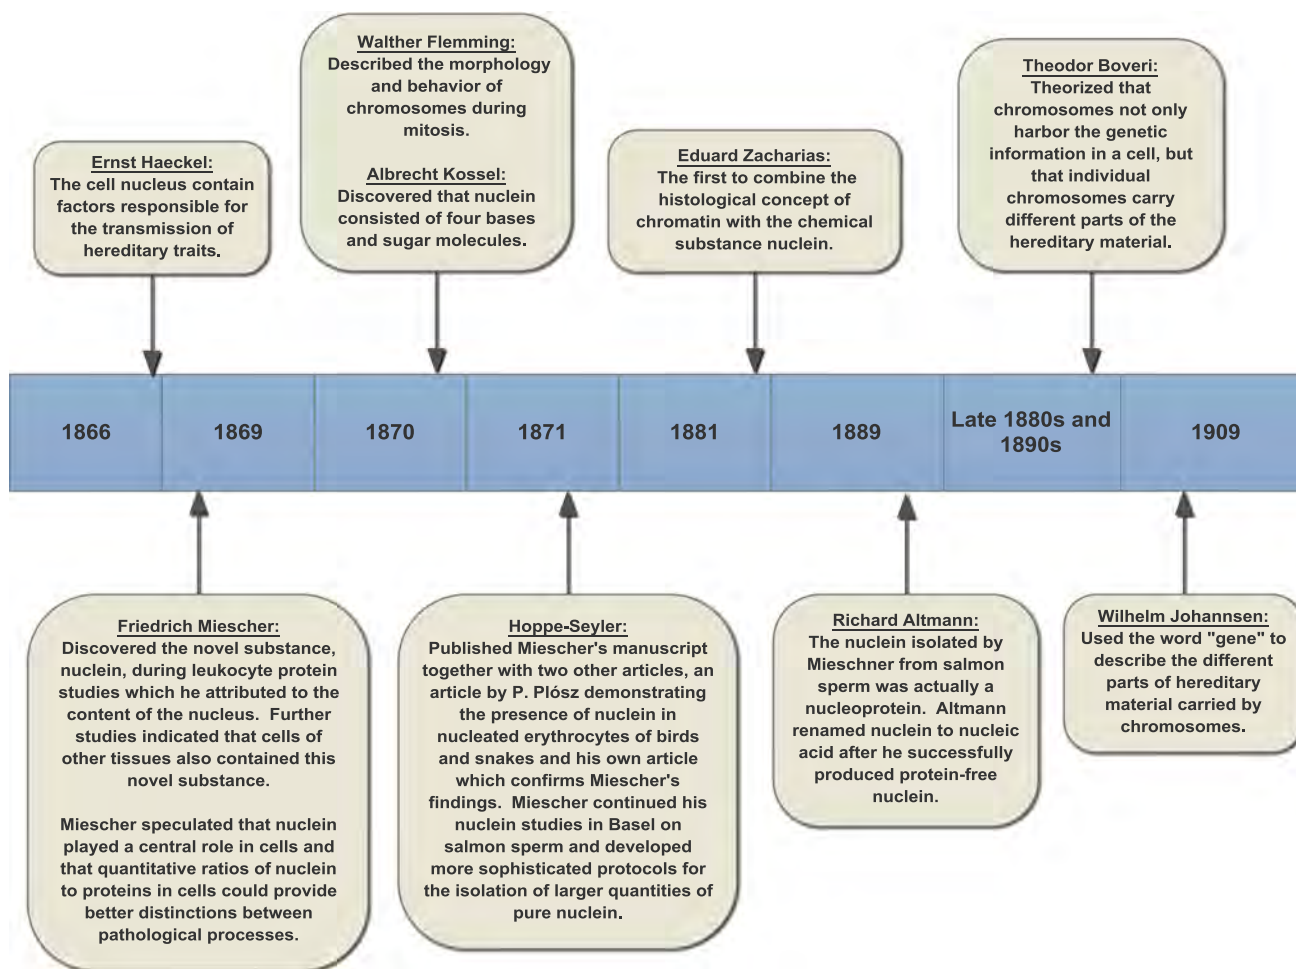 Walther Flemming:
Described the morphology
and behavior of
chromosomes during
mitosis.
Albrecht Kossel:
Discovered that nuclein
consisted of four bases
and sugar molecules.
Theodor Boveri:
Theorized that
chromosomes not only
harbor the genetic
information in a cell, but
that individual
chromosomes carry
different parts of the
hereditary material.
Ernst Haeckel:
The cell nucleus contain
factors responsible for
the transmission of
hereditary traits.
Eduard Zacharias:
The first to combine the
histological concept of
chromatin with the chemical
substance nuclein.
1866
1869
1870
1871
1881
1889
Late 1880s and
1890s
1909
Friedrich Miescher:
Discovered the novel substance,
nuclein, during leukocyte protein
studies which he attributed to the
content of the nucleus. Further
studies indicated that cells of
other tissues also contained this
novel substance.
Miescher speculated that nuclein
played a central role in cells and
that quantitative ratios of nuclein
to proteins in cells could provide
better distinctions between
pathological processes.
Hoppe-Seyler:
Published Miescher's manuscript
together with two other articles, an
article by P. Plósz demonstrating
the presence of nuclein in
nucleated erythrocytes of birds
and snakes and his own article
which confirms Miescher's
findings. Miescher continued his
nuclein studies in Basel on
salmon sperm and developed
more sophisticated protocols for
the isolation of larger quantities of
pure nuclein.
Richard Altmann:
The nuclein isolated by
Mieschner from salmon
sperm was actually a
nucleoprotein. Altmann
renamed nuclein to nucleic
acid after he successfully
produced protein-free
nuclein.
Wilhelm Johannsen:
Used the word "gene" to
describe the different
parts of hereditary
material carried by
chromosomes.